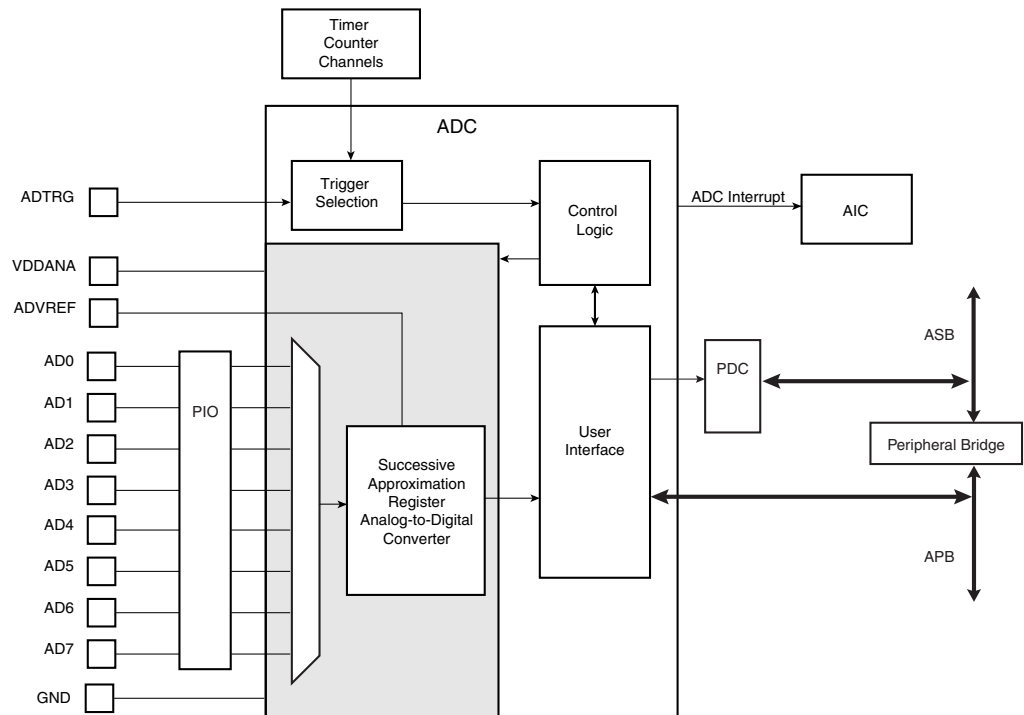 Timer
Counter
Channels
ADC
ADTRG
Trigger
Selection
Control
Logic
ADC Interrupt
AIC
VDDANA
ADVREF
ASB
AD0
AD1
AD2
AD3
AD4
AD5
AD6
AD7
PIO
PDC
User
Interface
Peripheral Bridge
Successive
Approximation
Register
Analog-to-Digital
Converter
APB
GND